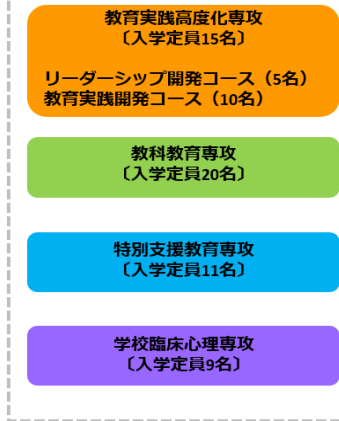 教育実践高度化専攻
〔入学定員15名〕
リーダーシップ開発コース（5名）
教育実践開発コース（10名）
教科教育専攻
〔入学定員20名〕
特別支援教育専攻
〔入学定員11名〕
学校臨床心理専攻
〔入学定員9名〕